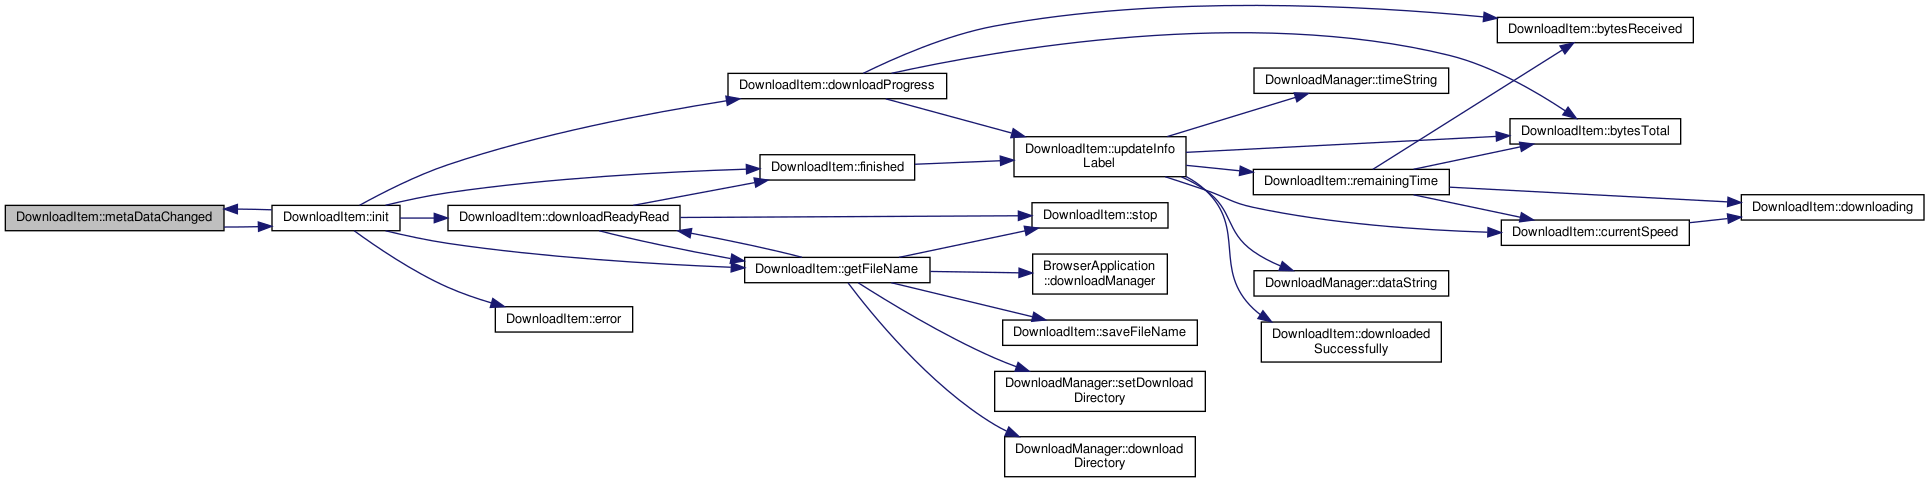 DownloadItem::metaDataChanged
DownloadItem::init
DownloadItem::downloadProgress
DownloadItem::finished
DownloadItem::downloadReadyRead
DownloadItem::getFileName
DownloadItem::error
DownloadItem::updateInfo
Label
DownloadItem::stop
BrowserApplication
::downloadManager
DownloadItem::saveFileName
DownloadManager::setDownload
Directory
DownloadManager::download
Directory
DownloadManager::timeString
DownloadItem::remainingTime
DownloadManager::dataString
DownloadItem::downloaded
Successfully
DownloadItem::bytesReceived
DownloadItem::bytesTotal
DownloadItem::currentSpeed
DownloadItem::downloading